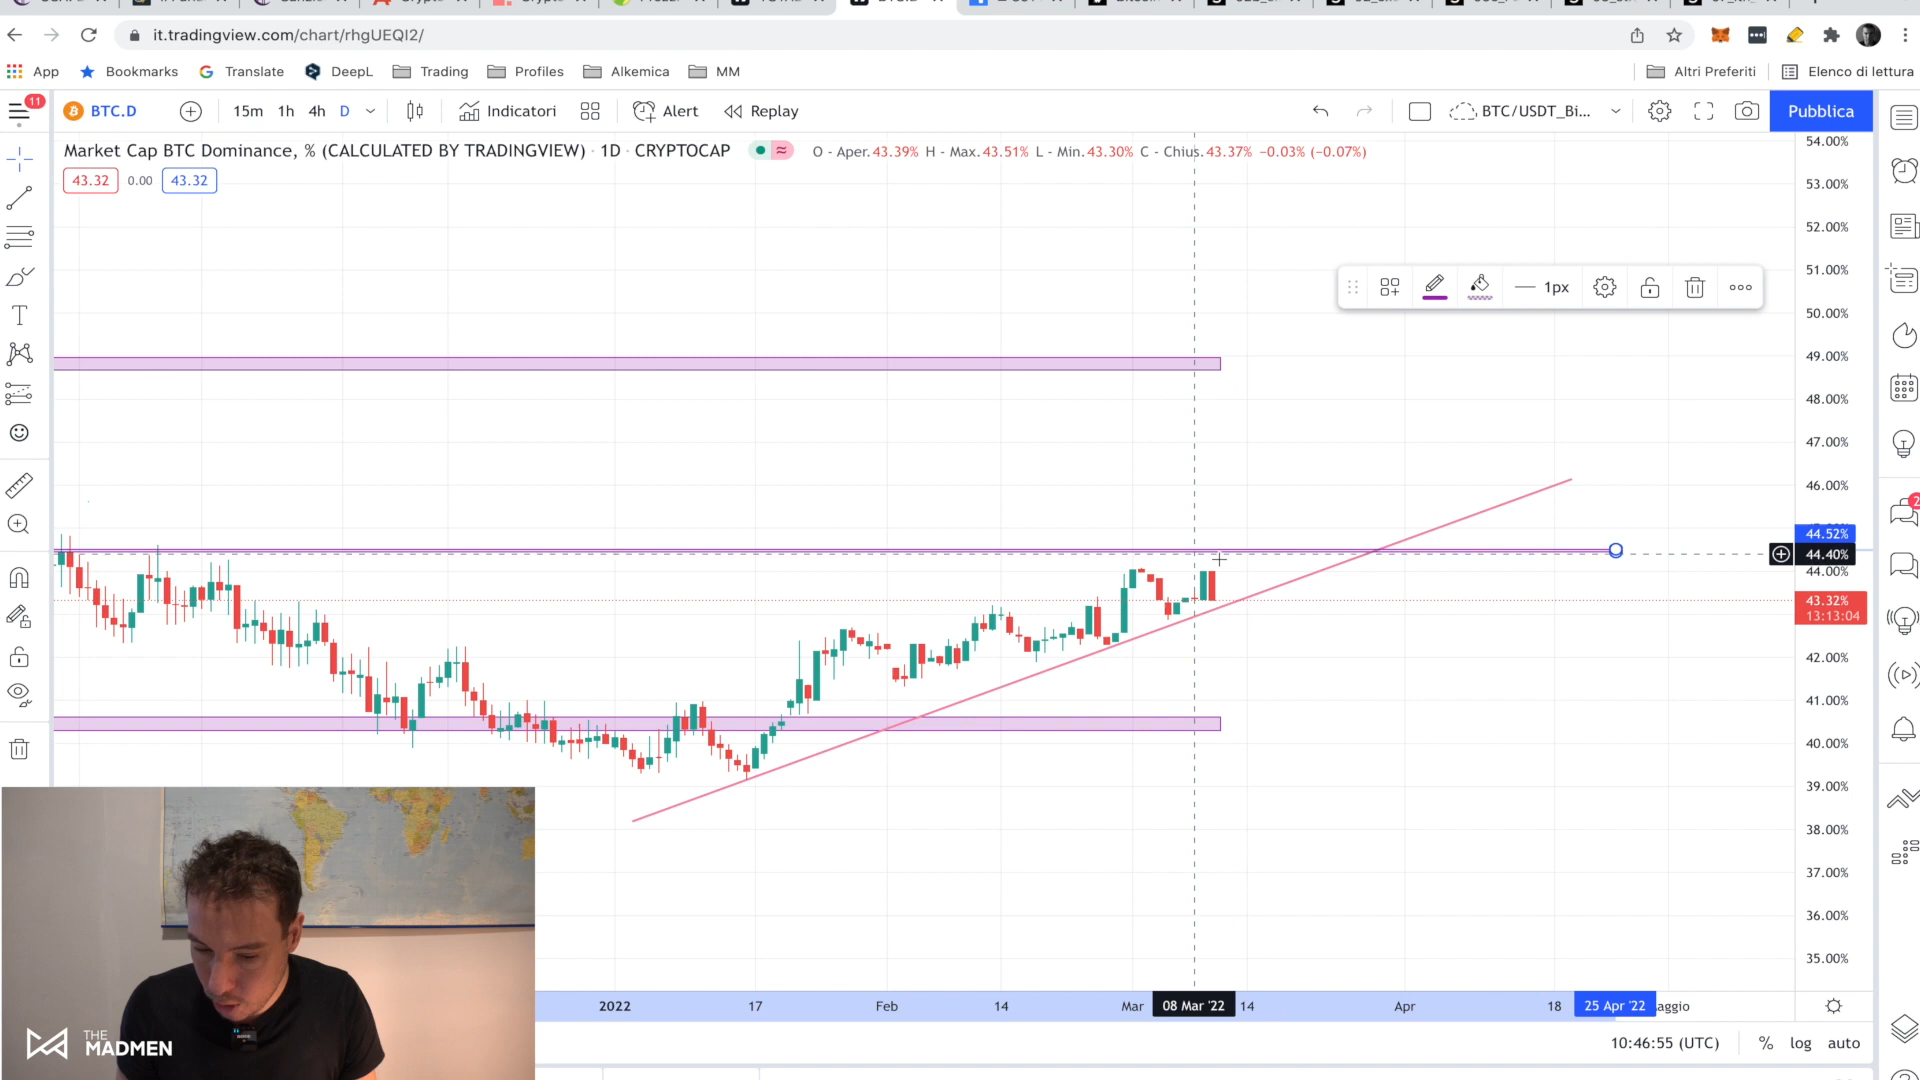 it.tradingview.com/chart/rhgUEQI2/
App Bookmarks Translate DeepL Trading Profiles Alkemica MM Altri Preferiti Elenco di lettura
11
BTC.D 15m 1h 4h D Indicatori Alert Replay BTC/USDT_Bi... Pubblica
Market Cap BTC Dominance, % (CALCULATED BY TRADINGVIEW) · 1D · CRYPTOCAP O - Aper. 43.39% H - Max. 43.51% L - Min. 43.30% C - Chius. 43.37% −0.03% (−0.07%)
43.32 0.00 43.32
54.00%
53.00%
52.00%
51.00%
1px
50.00%
49.00%
48.00%
47.00%
46.00%
2
44.52%
44.40%
44.00%
43.32%
13:13:04
42.00%
41.00%
40.00%
39.00%
38.00%
37.00%
36.00%
35.00%
2022 17 Feb 14 Mar 08 Mar '22 14 Apr 18 25 Apr '22 aggio
10:46:55 (UTC) % log auto
THE
MADMEN